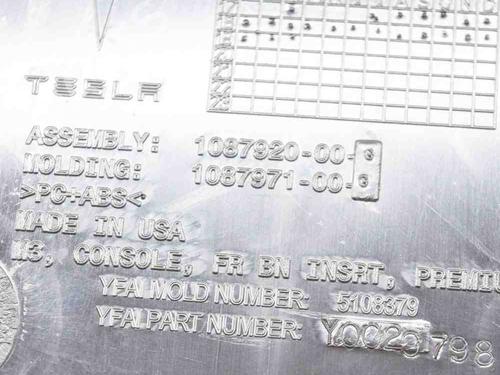 TESLA
ASSEMBLY: 1087920-00-
MOLDING: 1087971-00-
>PC+ABS<
MADE IN USA
M3, CONSOLE, FR BN INSRT, PREMIU
YFAI MOLD NUMBER: 5108379
YFAI PART NUMBER: Y0023798